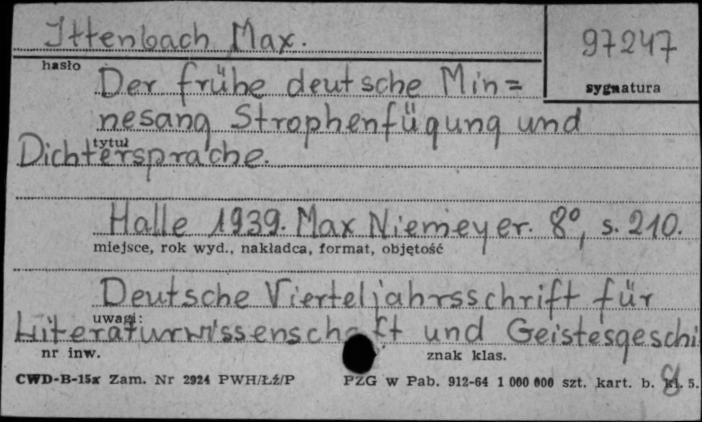 Ittenbach Max.
97247
hasło
sygnatura
Der frühe deutsche Min=
nesang Strophenfügung und
tytuł
Dichtersprache.
Halle 1939. Max Niemeyer. 8°, s. 210.
miejsce, rok wyd., nakładca, format, objętość
Deutsche Vierteljahrsschrift für
uwagi:
Literaturwissenschaft und Geistesgeschi
nr inw.
znak klas.
CWD-B-15x Zam. Nr 2924 PWH/Łź/P
PZG w Pab. 912-64 1 000 000 szt. kart. b. kl. 5.